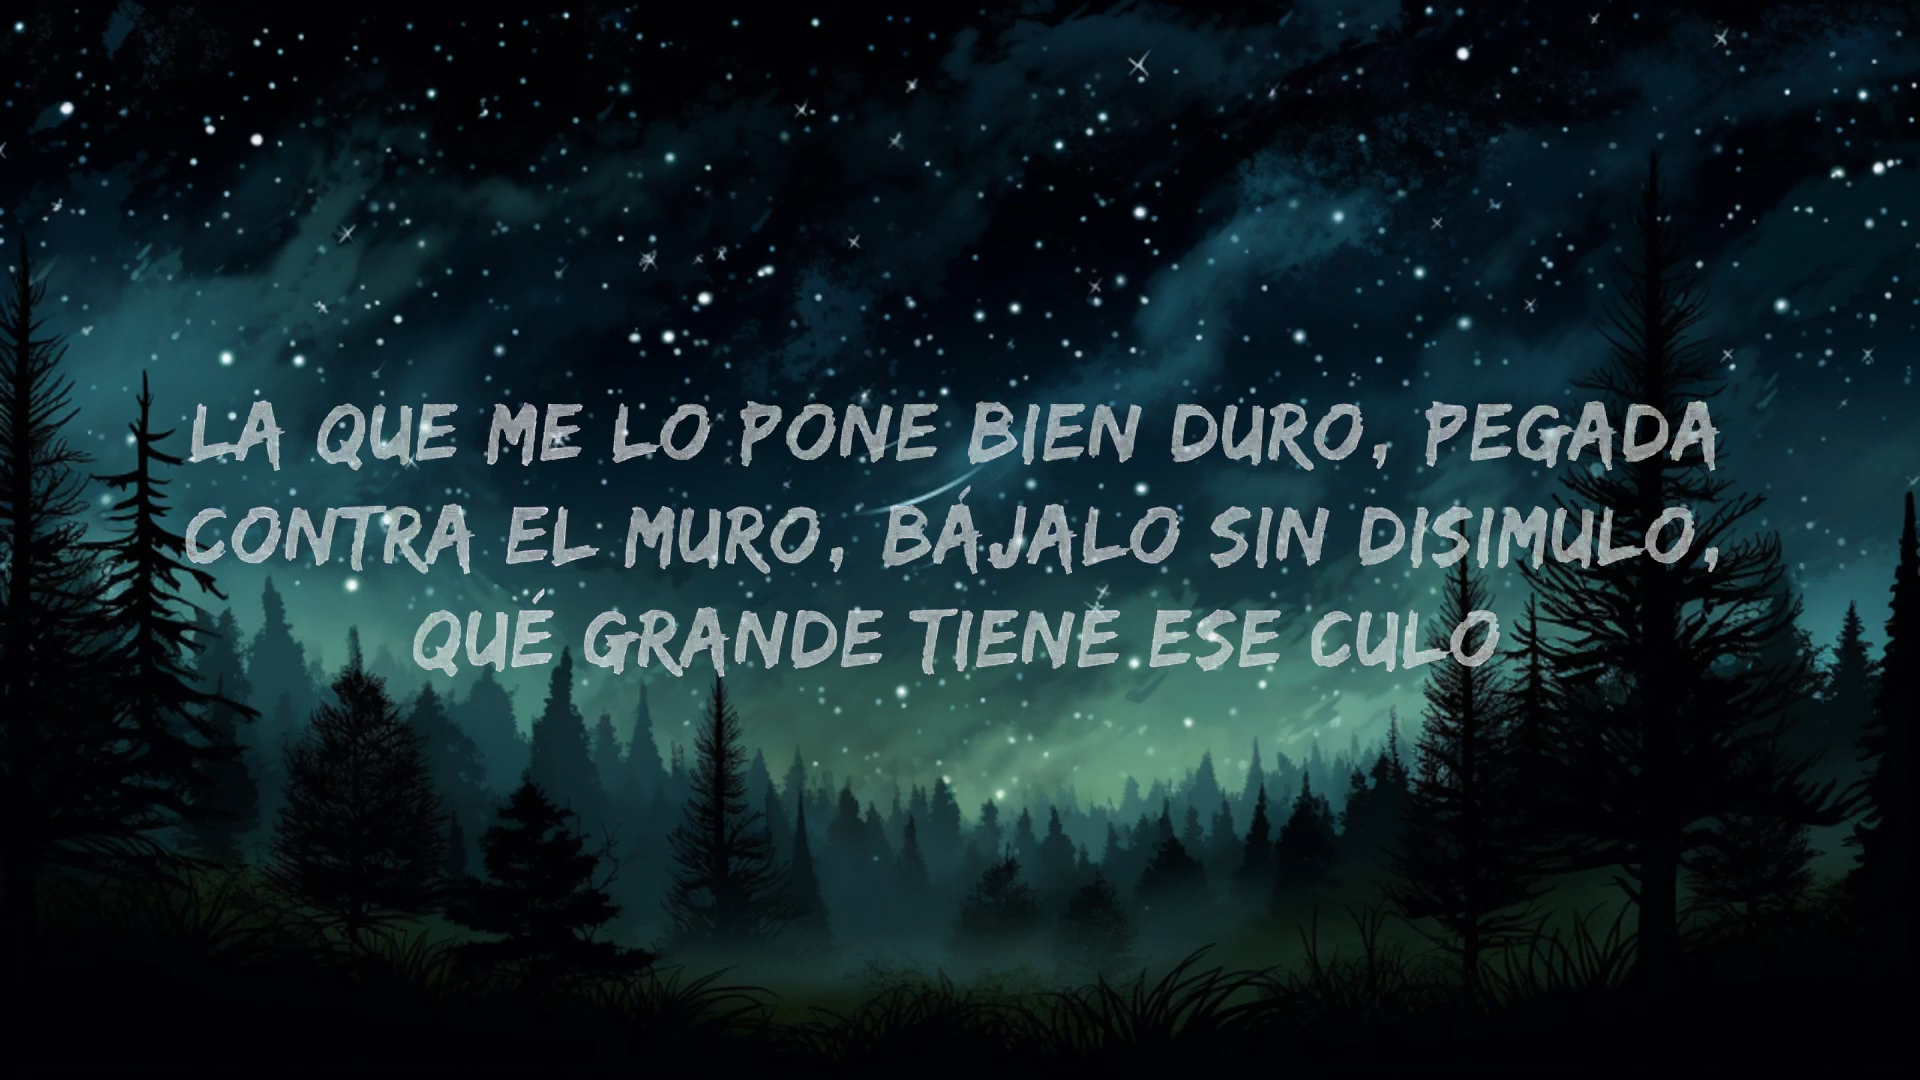 LA QUE ME LO PONE BIEN DURO, PEGADA
CONTRA EL MURO, BÁJALO SIN DISIMULO,
QUÉ GRANDE TIENE ESE CULO